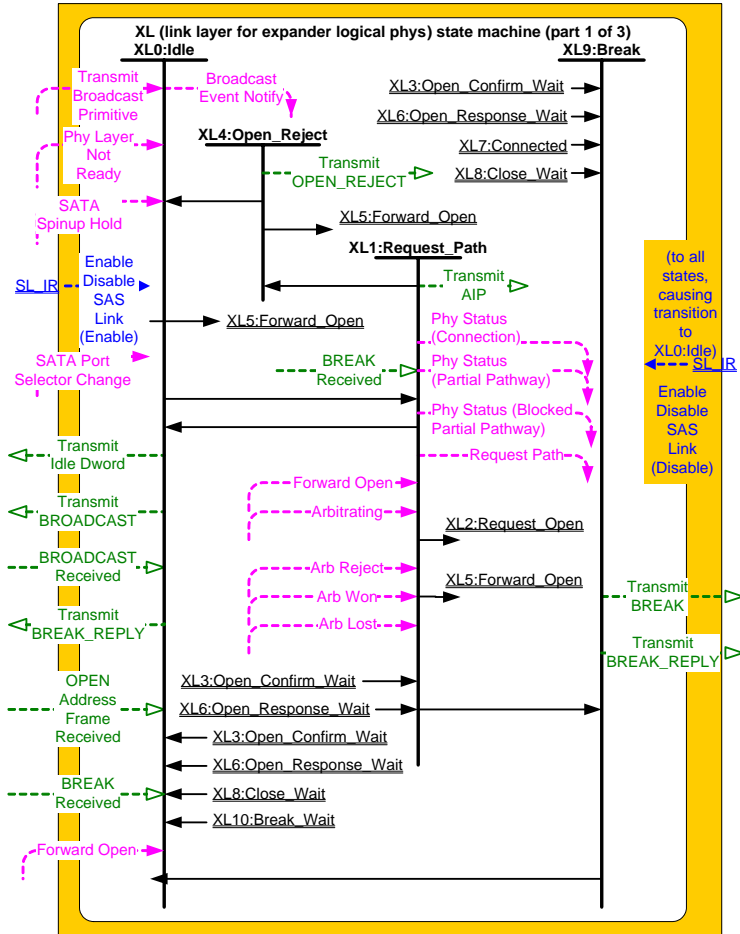 XL (link layer for expander logical phys) state machine (part 1 of 3)
XL0:Idle
XL9:Break
Transmit
Broadcast
Primitive
Broadcast
Event Notify
XL3:Open_Confirm_Wait
XL6:Open_Response_Wait
Phy Layer
Not
Ready
XL4:Open_Reject
XL7:Connected
Transmit
OPEN_REJECT
XL8:Close_Wait
SATA
Spinup Hold
XL5:Forward_Open
XL1:Request_Path
SL_IR
Enable
Disable
SAS
Link
(Enable)
Transmit
AIP
(to all
states,
causing
transition
to
XL0:Idle)
SL_IR
Enable
Disable
SAS
Link
(Disable)
XL5:Forward_Open
Phy Status
(Connection)
SATA Port
Selector Change
BREAK
Received
Phy Status
(Partial Pathway)
Phy Status (Blocked
Partial Pathway)
Transmit
Idle Dword
Request Path
Forward Open
Transmit
BROADCAST
Arbitrating
XL2:Request_Open
BROADCAST
Received
Arb Reject
XL5:Forward_Open
Arb Won
Transmit
BREAK
Transmit
BREAK_REPLY
Arb Lost
Transmit
BREAK_REPLY
OPEN
Address
Frame
Received
XL3:Open_Confirm_Wait
XL6:Open_Response_Wait
XL3:Open_Confirm_Wait
XL6:Open_Response_Wait
BREAK
Received
XL8:Close_Wait
XL10:Break_Wait
Forward Open